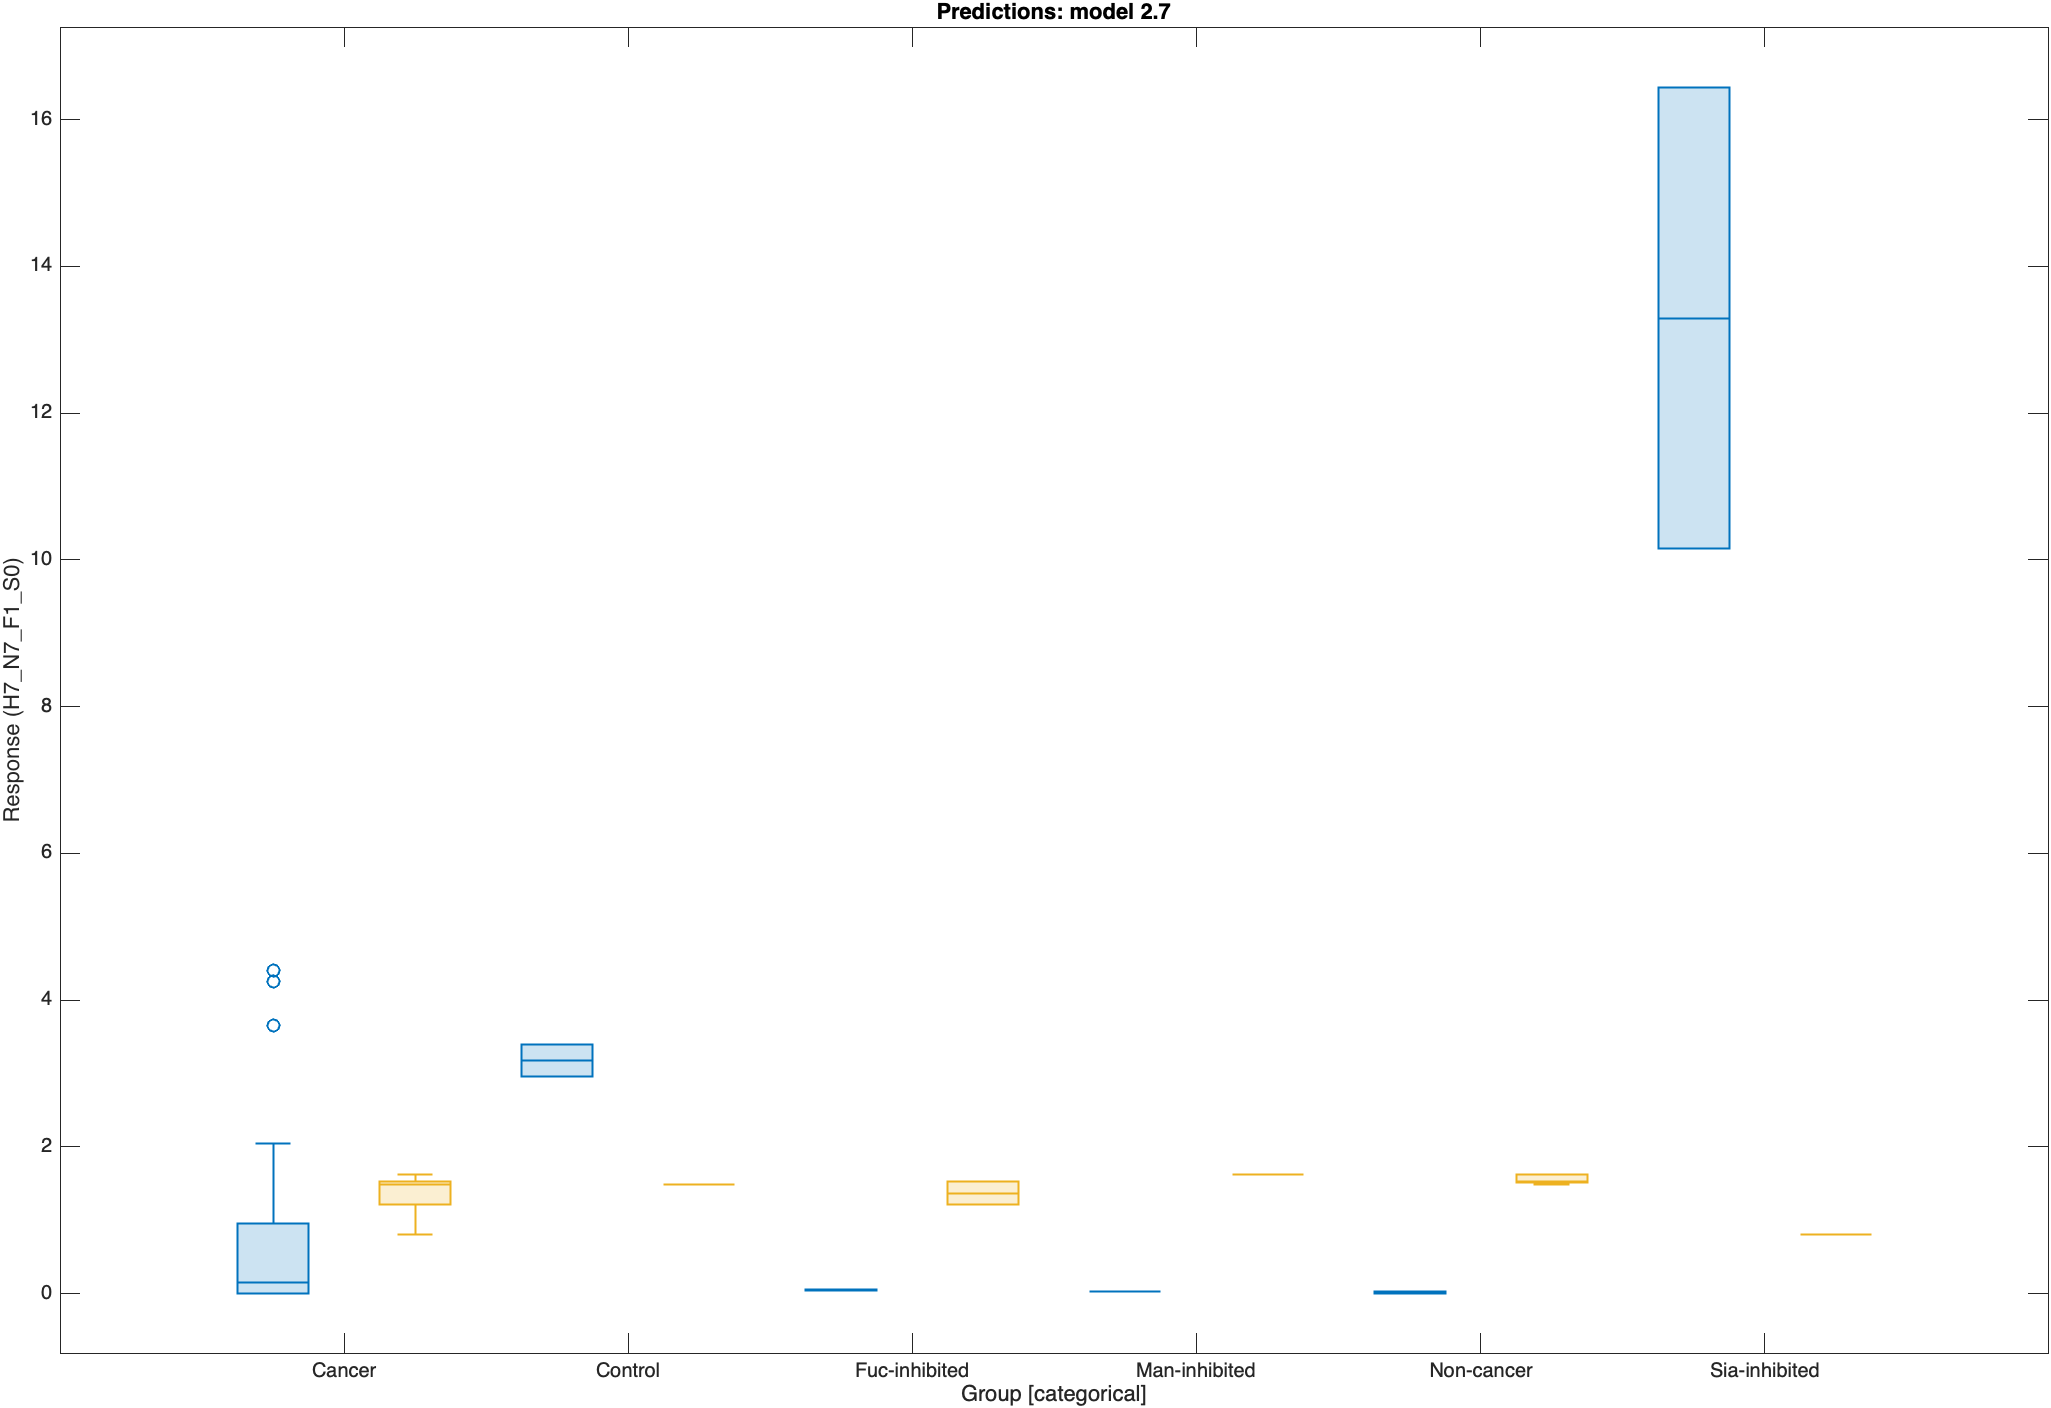 Predictions: model 2.7
16
14
12
10
8
6
4
2
0
Response (H7_N7_F1_S0)
Cancer Control Fuc-inhibited Man-inhibited Non-cancer Sia-inhibited
Group [categorical]